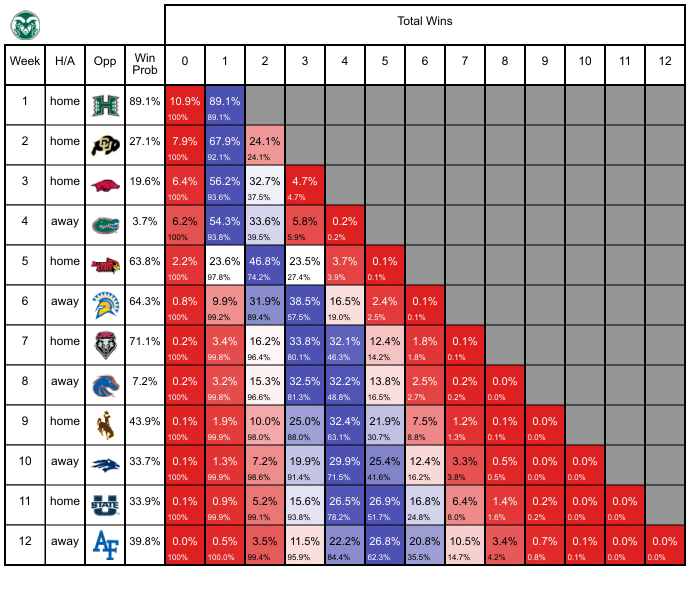 Total Wins
Week H/A Opp Win Prob 0 1 2 3 4 5 6 7 8 9 10 11 12
1 home H 89.1% 10.9% 89.1%
100% 89.1%
2 home CU 27.1% 7.9% 67.9% 24.1%
100% 92.1% 24.1%
3 home 19.6% 6.4% 56.2% 32.7% 4.7%
100% 93.6% 37.5% 4.7%
4 away 3.7% 6.2% 54.3% 33.6% 5.8% 0.2%
100% 93.8% 39.5% 5.9% 0.2%
5 home 63.8% 2.2% 23.6% 46.8% 23.5% 3.7% 0.1%
100% 97.8% 74.2% 27.4% 3.9% 0.1%
6 away 64.3% 0.8% 9.9% 31.9% 38.5% 16.5% 2.4% 0.1%
100% 99.2% 89.4% 57.5% 19.0% 2.5% 0.1%
7 home 71.1% 0.2% 3.4% 16.2% 33.8% 32.1% 12.4% 1.8% 0.1%
100% 99.8% 96.4% 80.1% 46.3% 14.2% 1.8% 0.1%
8 away 7.2% 0.2% 3.2% 15.3% 32.5% 32.2% 13.8% 2.5% 0.2% 0.0%
100% 99.8% 96.6% 81.3% 48.8% 16.5% 2.7% 0.2% 0.0%
9 home 43.9% 0.1% 1.9% 10.0% 25.0% 32.4% 21.9% 7.5% 1.2% 0.1% 0.0%
100% 99.9% 98.0% 88.0% 63.1% 30.7% 8.8% 1.3% 0.1% 0.0%
10 away 33.7% 0.1% 1.3% 7.2% 19.9% 29.9% 25.4% 12.4% 3.3% 0.5% 0.0% 0.0%
100% 99.9% 98.6% 91.4% 71.5% 41.6% 16.2% 3.8% 0.5% 0.0% 0.0%
11 home U STATE 33.9% 0.1% 0.9% 5.2% 15.6% 26.5% 26.9% 16.8% 6.4% 1.4% 0.2% 0.0% 0.0%
100% 99.9% 99.1% 93.8% 78.2% 51.7% 24.8% 8.0% 1.6% 0.2% 0.0% 0.0%
12 away AF 39.8% 0.0% 0.5% 3.5% 11.5% 22.2% 26.8% 20.8% 10.5% 3.4% 0.7% 0.1% 0.0% 0.0%
100% 100.0% 99.4% 95.9% 84.4% 62.3% 35.5% 14.7% 4.2% 0.8% 0.1% 0.0% 0.0%